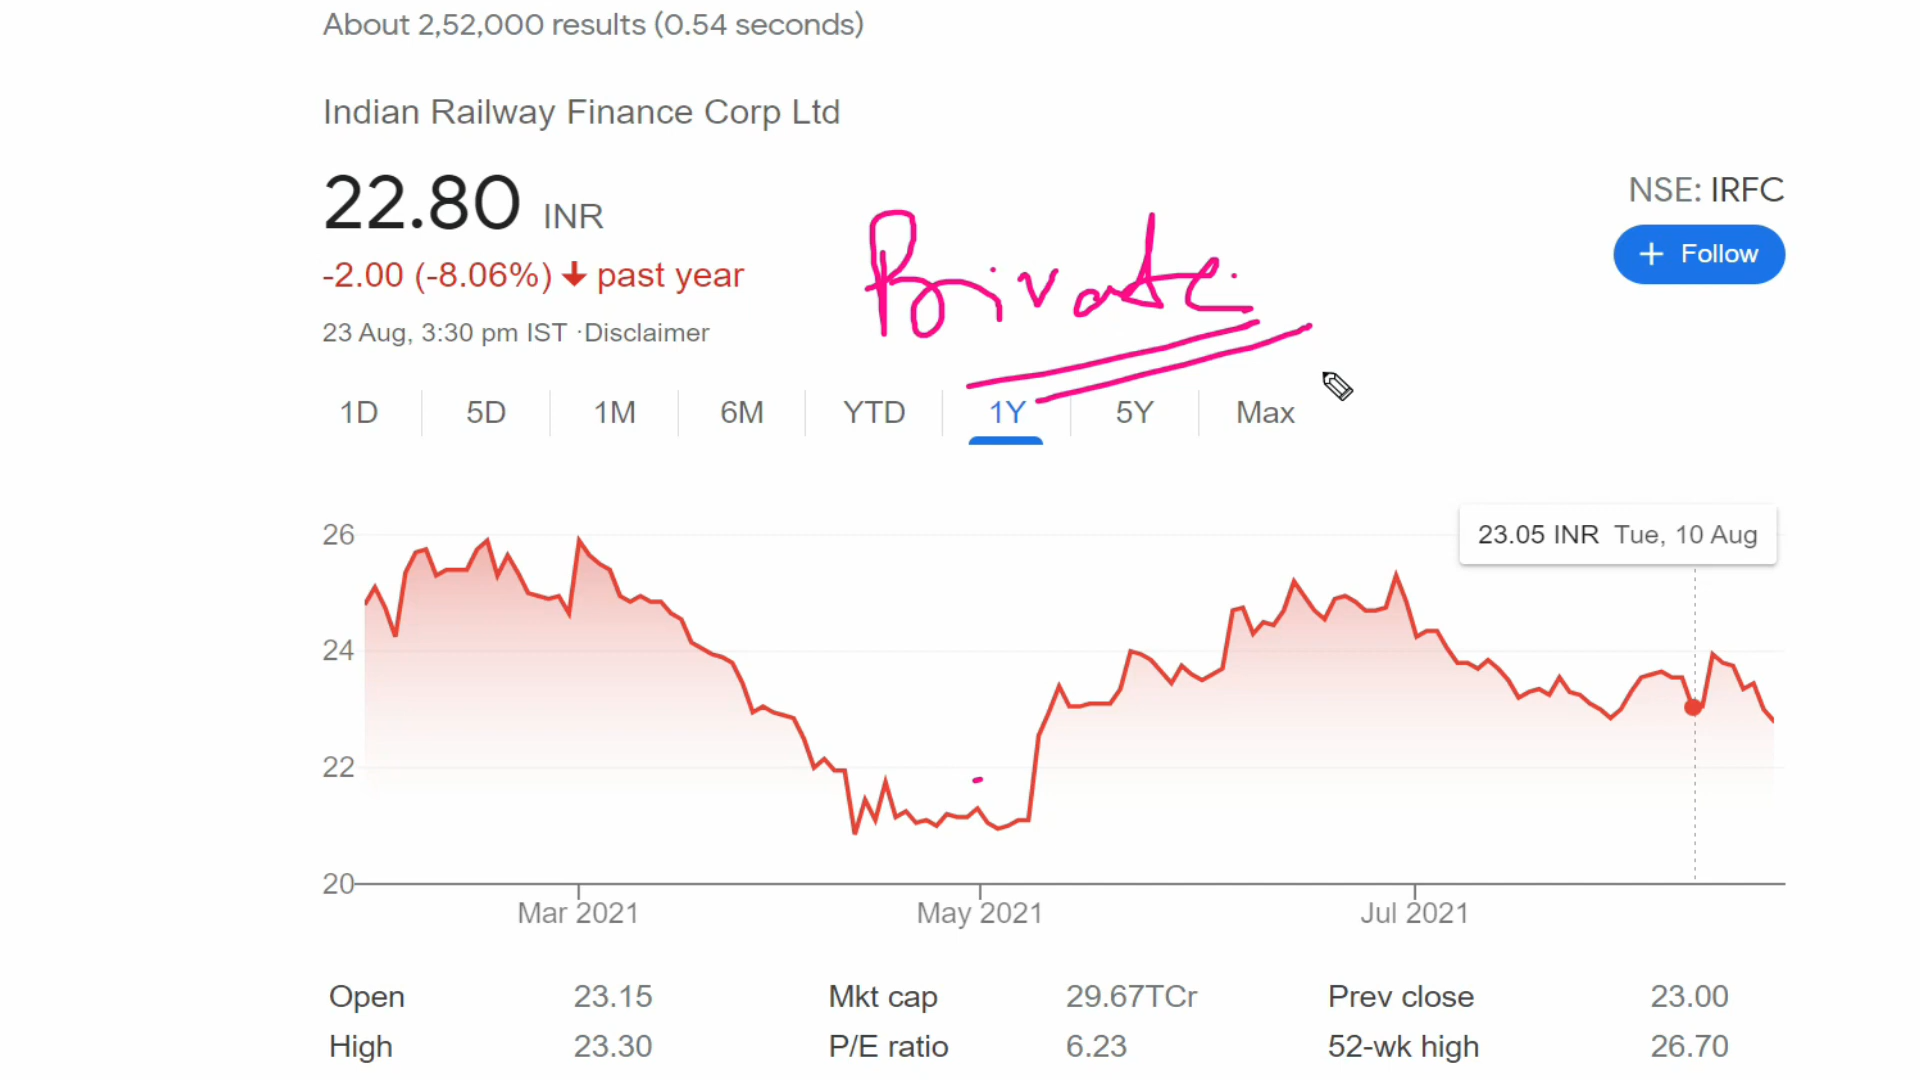 About 2,52,000 results (0.54 seconds)
Indian Railway Finance Corp Ltd
22.80 INR
NSE: IRFC
+ Follow
-2.00 (-8.06%) ↓ past year
Private
23 Aug, 3:30 pm IST ·Disclaimer
1D 5D 1M 6M YTD 1Y 5Y Max
23.05 INR Tue, 10 Aug
26
24
22
20
Mar 2021 May 2021 Jul 2021
Open 23.15 Mkt cap 29.67TCr Prev close 23.00
High 23.30 P/E ratio 6.23 52-wk high 26.70